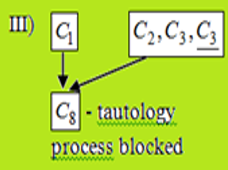 III) C₁ C₂, C₃, C₃
C₈ - tautology
process blocked